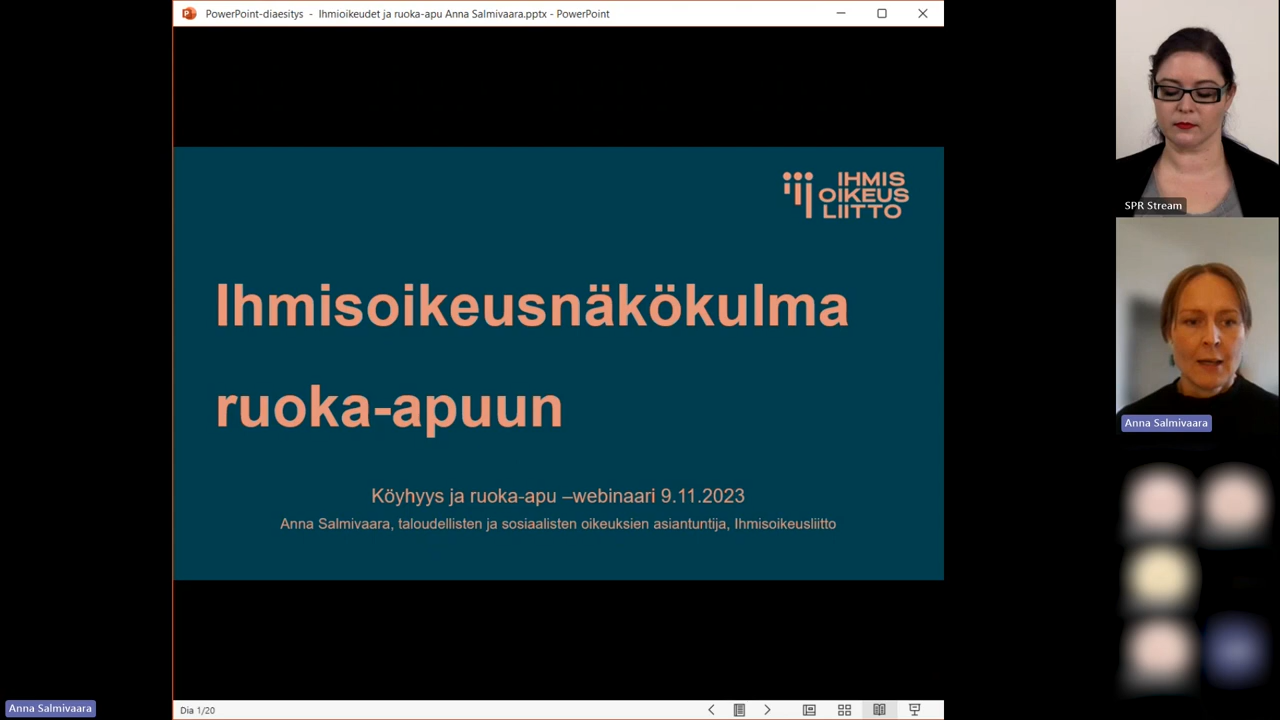 PowerPoint-diaesitys - Ihmioikeudet ja ruoka-apu Anna Salmivaara.pptx - PowerPoint
IHMIS
OIKEUS
LIITTO
Ihmisoikeusnäkökulma
ruoka-apuun
Köyhyys ja ruoka-apu –webinaari 9.11.2023
Anna Salmivaara, taloudellisten ja sosiaalisten oikeuksien asiantuntija, Ihmisoikeusliitto
SPR Stream
Anna Salmivaara
Anna Salmivaara
Dia 1/20